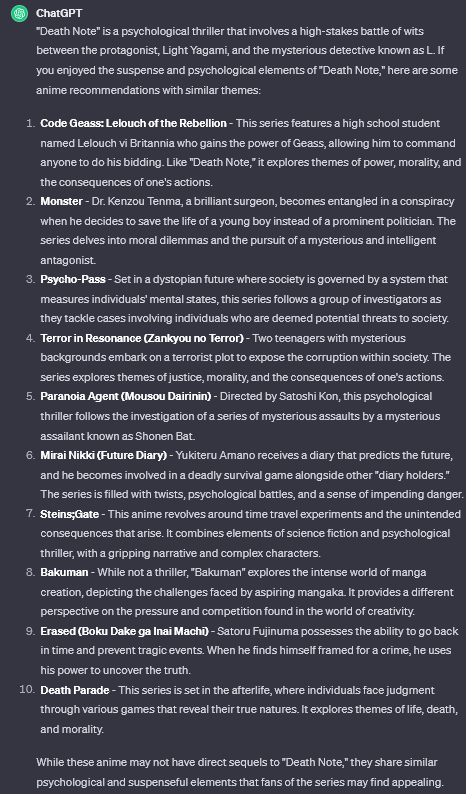 ChatGPT
"Death Note" is a psychological thriller that involves a high-stakes battle of wits
between the protagonist, Light Yagami, and the mysterious detective known as L. If
you enjoyed the suspense and psychological elements of "Death Note," here are some
anime recommendations with similar themes:
1. Code Geass: Lelouch of the Rebellion - This series features a high school student
named Lelouch vi Britannia who gains the power of Geass, allowing him to command
anyone to do his bidding. Like "Death Note," it explores themes of power, morality, and
the consequences of one's actions.
2. Monster - Dr. Kenzou Tenma, a brilliant surgeon, becomes entangled in a conspiracy
when he decides to save the life of a young boy instead of a prominent politician. The
series delves into moral dilemmas and the pursuit of a mysterious and intelligent
antagonist.
3. Psycho-Pass - Set in a dystopian future where society is governed by a system that
measures individuals' mental states, this series follows a group of investigators as
they tackle cases involving individuals who are deemed potential threats to society.
4. Terror in Resonance (Zankyou no Terror) - Two teenagers with mysterious
backgrounds embark on a terrorist plot to expose the corruption within society. The
series explores themes of justice, morality, and the consequences of one's actions.
5. Paranoia Agent (Mousou Dairinin) - Directed by Satoshi Kon, this psychological
thriller follows the investigation of a series of mysterious assaults by a mysterious
assailant known as Shonen Bat.
6. Mirai Nikki (Future Diary) - Yukiteru Amano receives a diary that predicts the future,
and he becomes involved in a deadly survival game alongside other "diary holders."
The series is filled with twists, psychological battles, and a sense of impending danger.
7. Steins;Gate - This anime revolves around time travel experiments and the unintended
consequences that arise. It combines elements of science fiction and psychological
thriller, with a gripping narrative and complex characters.
8. Bakuman - While not a thriller, "Bakuman" explores the intense world of manga
creation, depicting the challenges faced by aspiring mangaka. It provides a different
perspective on the pressure and competition found in the world of creativity.
9. Erased (Boku Dake ga Inai Machi) - Satoru Fujinuma possesses the ability to go back
in time and prevent tragic events. When he finds himself framed for a crime, he uses
his power to uncover the truth.
10. Death Parade - This series is set in the afterlife, where individuals face judgment
through various games that reveal their true natures. It explores themes of life, death,
and morality.
While these anime may not have direct sequels to "Death Note," they share similar
psychological and suspenseful elements that fans of the series may find appealing.